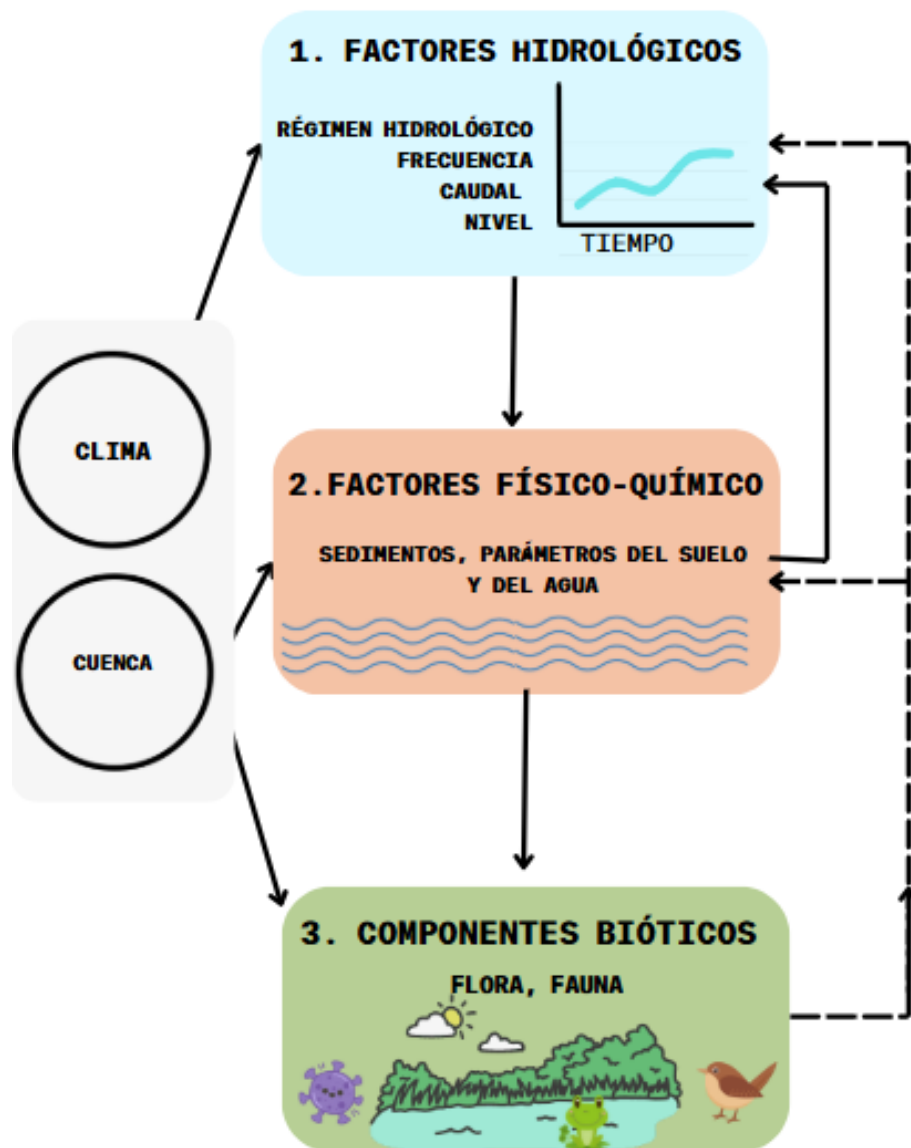 1. FACTORES HIDROLÓGICOS
RÉGIMEN HIDROLÓGICO
FRECUENCIA
CAUDAL
NIVEL
TIEMPO
CLIMA
CUENCA
2.FACTORES FÍSICO-QUÍMICO
SEDIMENTOS, PARÁMETROS DEL SUELO
Y DEL AGUA
3. COMPONENTES BIÓTICOS
FLORA, FAUNA